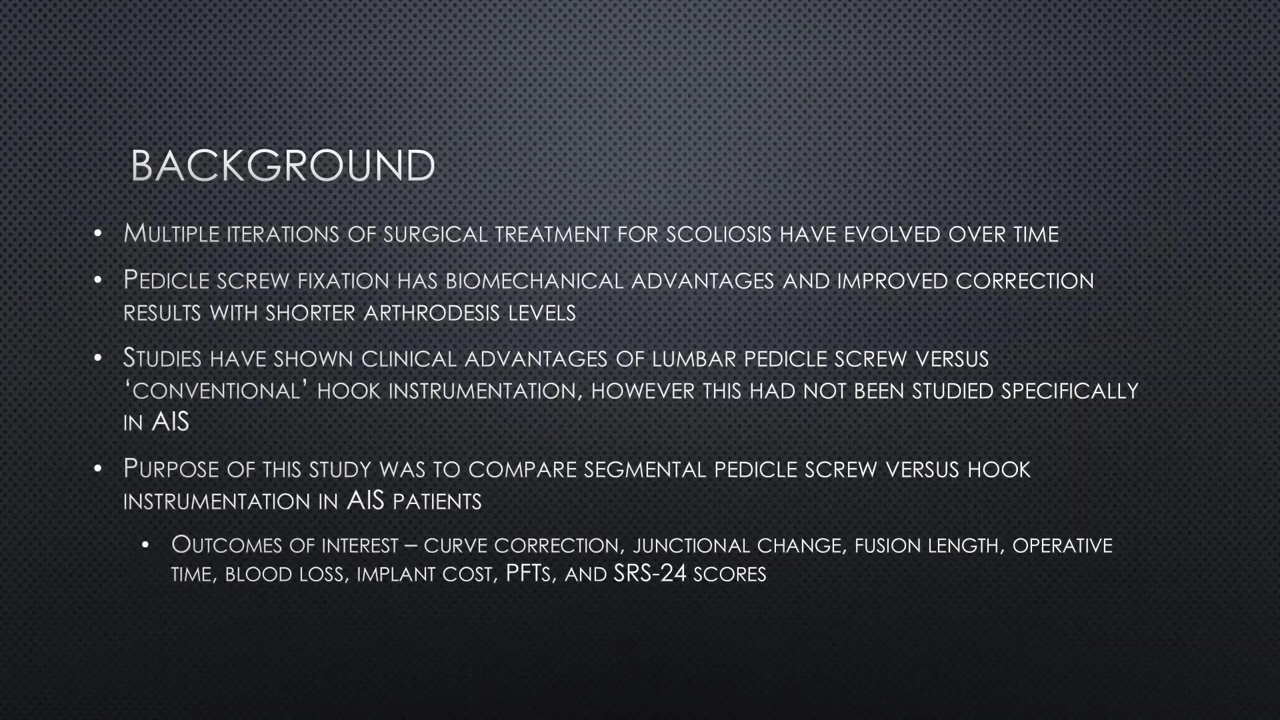 BACKGROUND
• MULTIPLE ITERATIONS OF SURGICAL TREATMENT FOR SCOLIOSIS HAVE EVOLVED OVER TIME
• PEDICLE SCREW FIXATION HAS BIOMECHANICAL ADVANTAGES AND IMPROVED CORRECTION
RESULTS WITH SHORTER ARTHRODESIS LEVELS
• STUDIES HAVE SHOWN CLINICAL ADVANTAGES OF LUMBAR PEDICLE SCREW VERSUS
‘CONVENTIONAL’ HOOK INSTRUMENTATION, HOWEVER THIS HAD NOT BEEN STUDIED SPECIFICALLY
IN AIS
• PURPOSE OF THIS STUDY WAS TO COMPARE SEGMENTAL PEDICLE SCREW VERSUS HOOK
INSTRUMENTATION IN AIS PATIENTS
• OUTCOMES OF INTEREST – CURVE CORRECTION, JUNCTIONAL CHANGE, FUSION LENGTH, OPERATIVE
TIME, BLOOD LOSS, IMPLANT COST, PFTS, AND SRS-24 SCORES